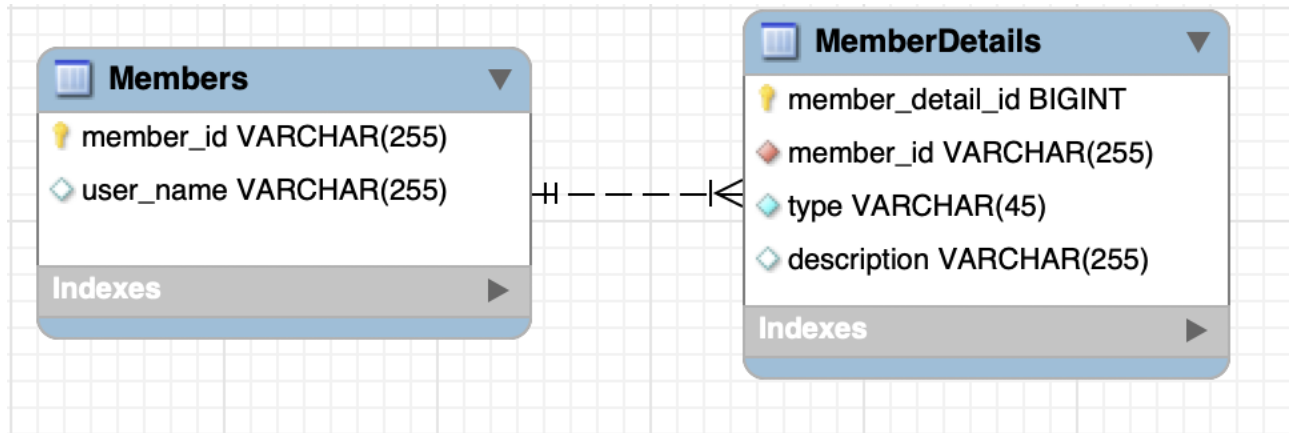 Members
member_id VARCHAR(255)
user_name VARCHAR(255)
Indexes
MemberDetails
member_detail_id BIGINT
member_id VARCHAR(255)
type VARCHAR(45)
description VARCHAR(255)
Indexes